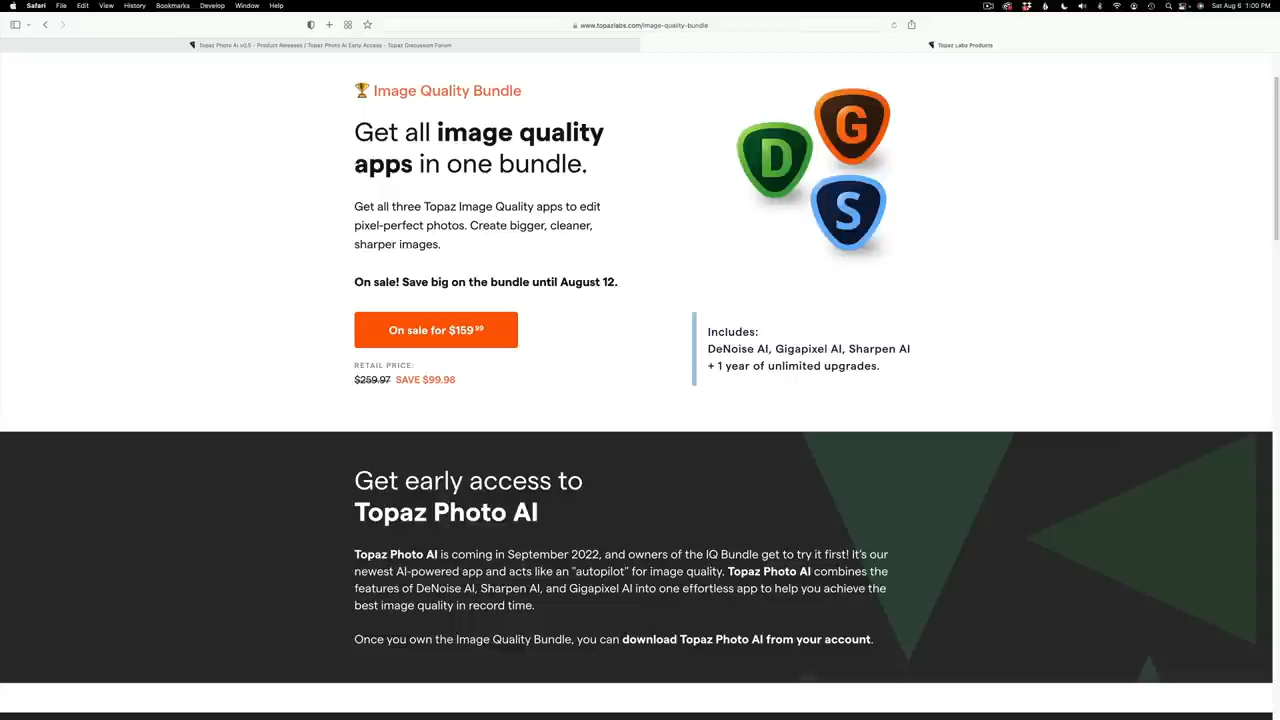 Safari File Edit View History Bookmarks Develop Window Help Sat Aug 6 1:00 PM
www.topazlabs.com/image-quality-bundle
Topaz Photo AI v0.5 - Product Releases / Topaz Photo AI Early Access - Topaz Discussion Forum
Topaz Labs Products
🏆 Image Quality Bundle
Get all image quality
apps in one bundle.
Get all three Topaz Image Quality apps to edit
pixel-perfect photos. Create bigger, cleaner,
sharper images.
On sale! Save big on the bundle until August 12.
On sale for $159 99
RETAIL PRICE:
$259.97 SAVE $99.98
D
G
S
Includes:
DeNoise AI, Gigapixel AI, Sharpen AI
+ 1 year of unlimited upgrades.
Get early access to
Topaz Photo AI
Topaz Photo AI is coming in September 2022, and owners of the IQ Bundle get to try it first! It's our
newest AI-powered app and acts like an "autopilot" for image quality. Topaz Photo AI combines the
features of DeNoise AI, Sharpen AI, and Gigapixel AI into one effortless app to help you achieve the
best image quality in record time.
Once you own the Image Quality Bundle, you can download Topaz Photo AI from your account.